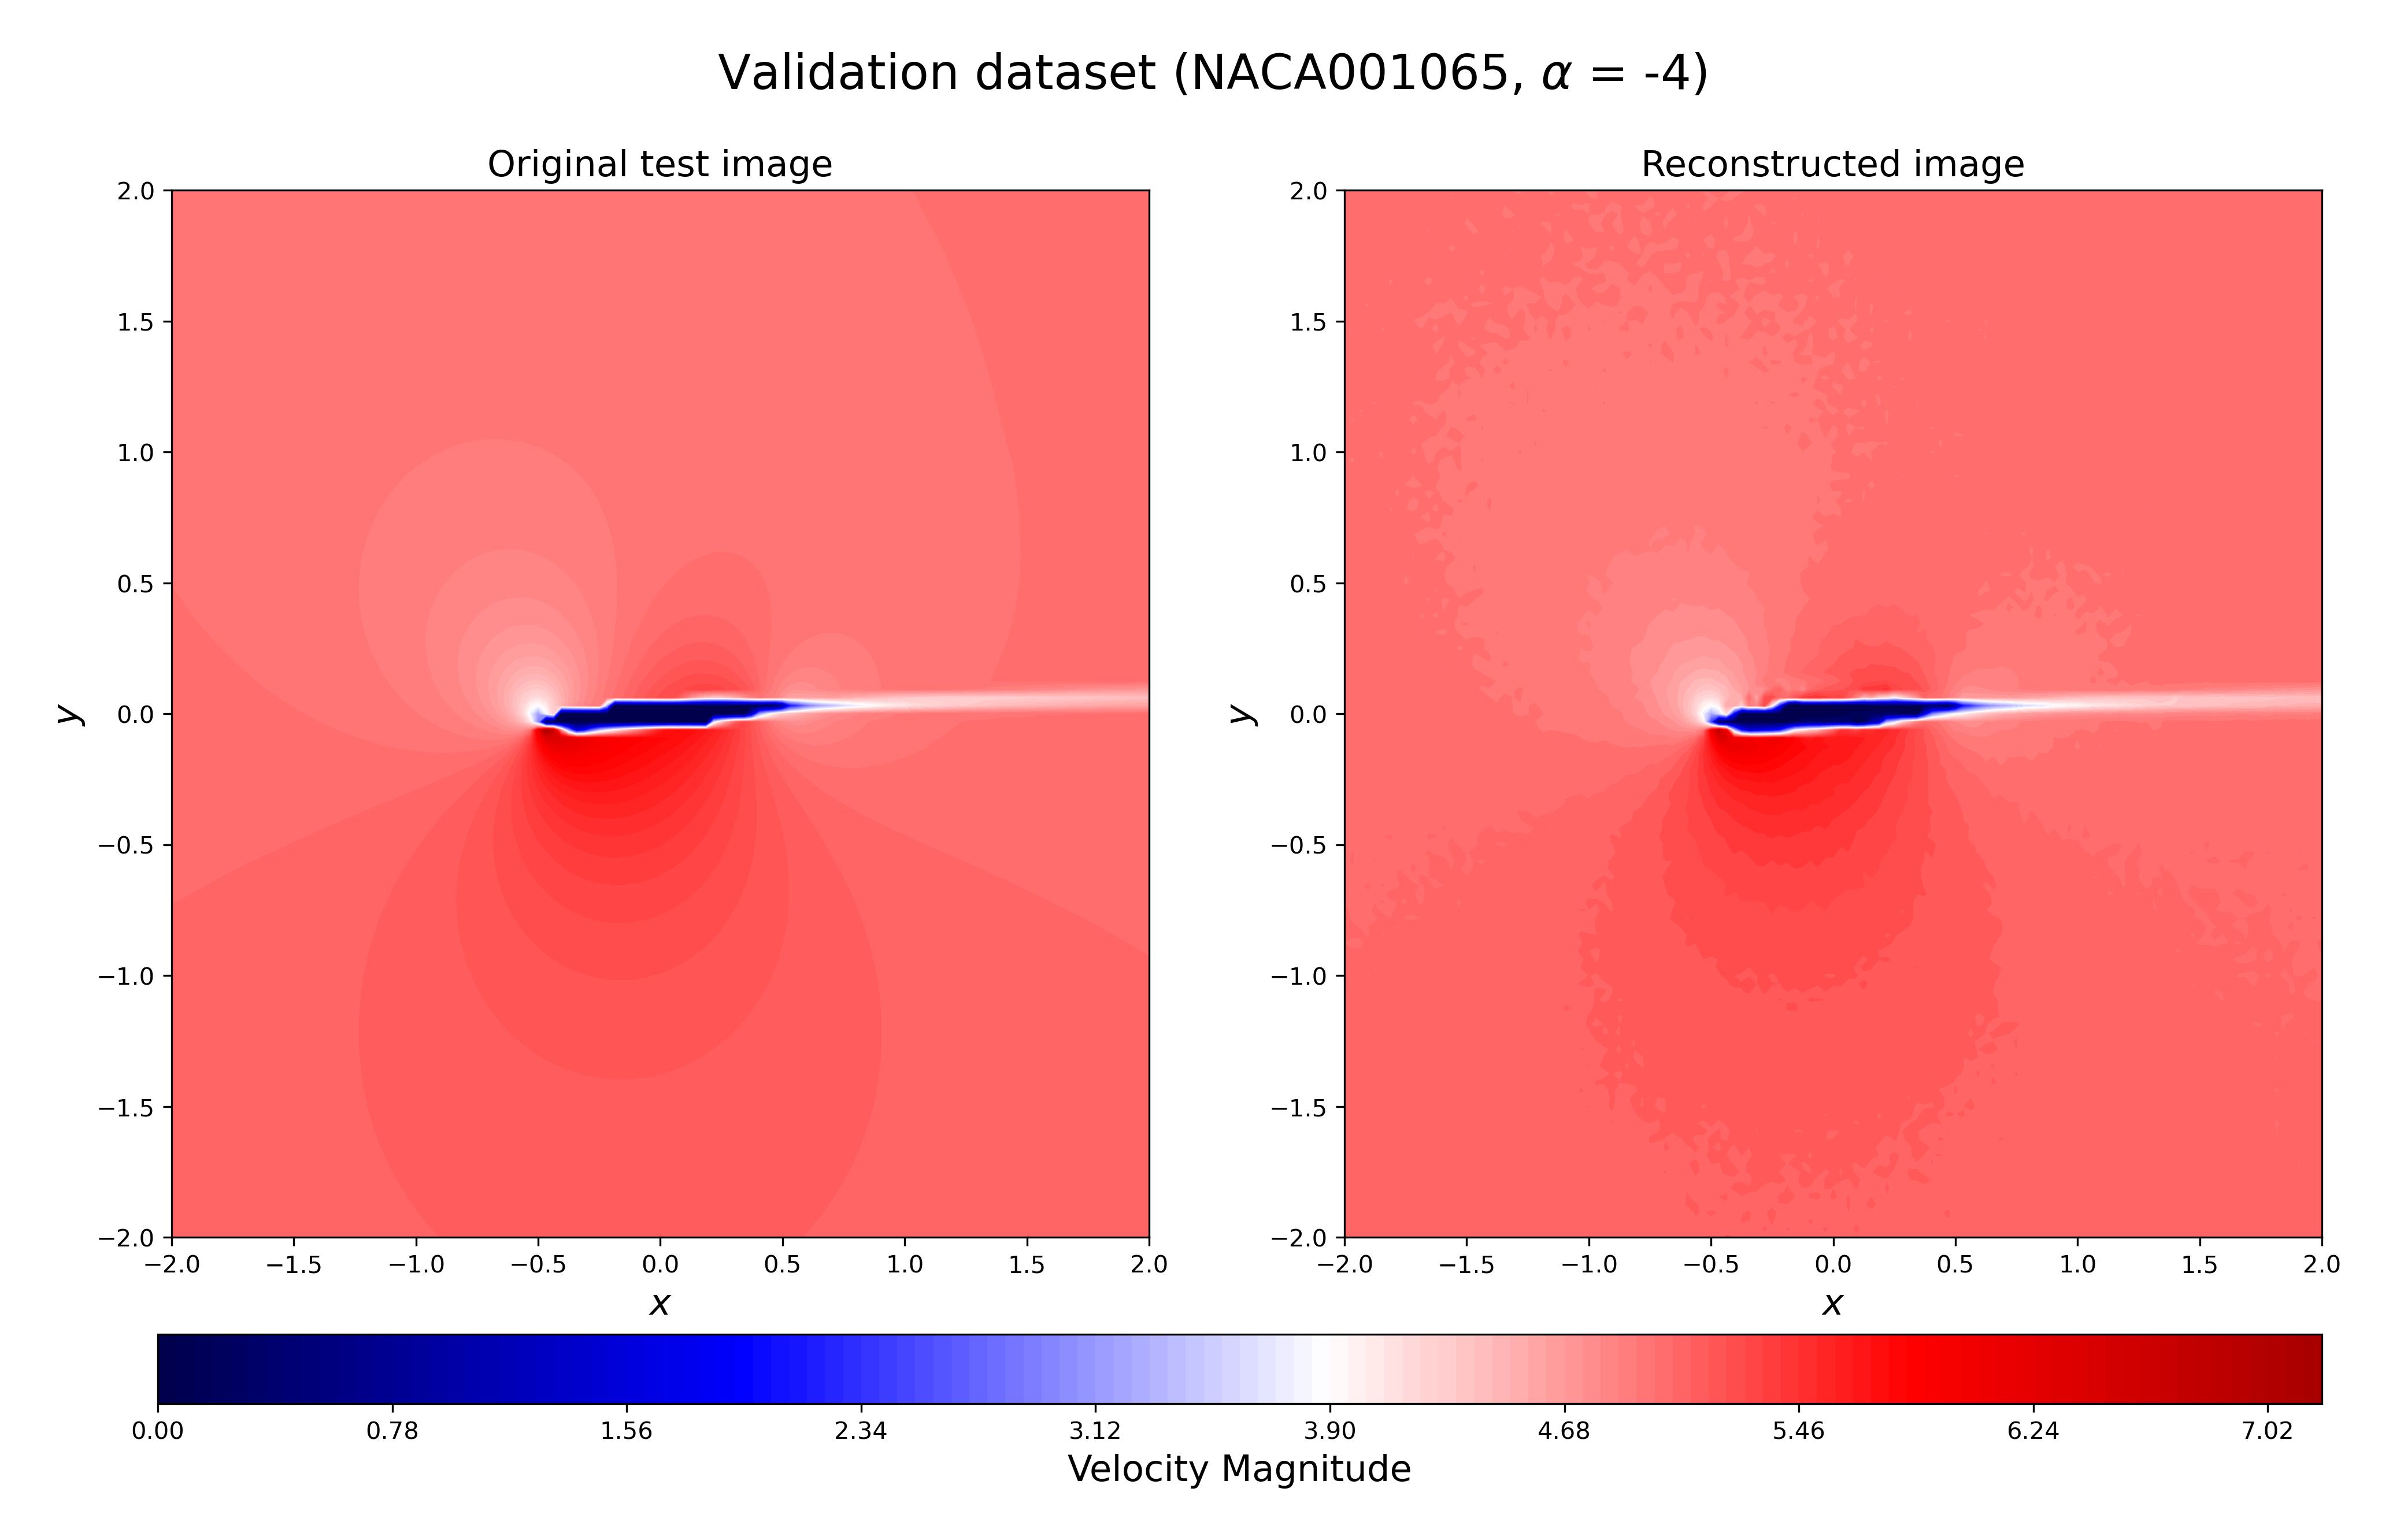 Validation dataset (NACA001065, α = -4)
Original test image
Reconstructed image
2.0
1.5
1.0
0.5
0.0
−0.5
−1.0
−1.5
−2.0
y
−2.0 −1.5 −1.0 −0.5 0.0 0.5 1.0 1.5 2.0
x
2.0
1.5
1.0
0.5
0.0
−0.5
−1.0
−1.5
−2.0
y
−2.0 −1.5 −1.0 −0.5 0.0 0.5 1.0 1.5 2.0
x
0.00 0.78 1.56 2.34 3.12 3.90 4.68 5.46 6.24 7.02
Velocity Magnitude